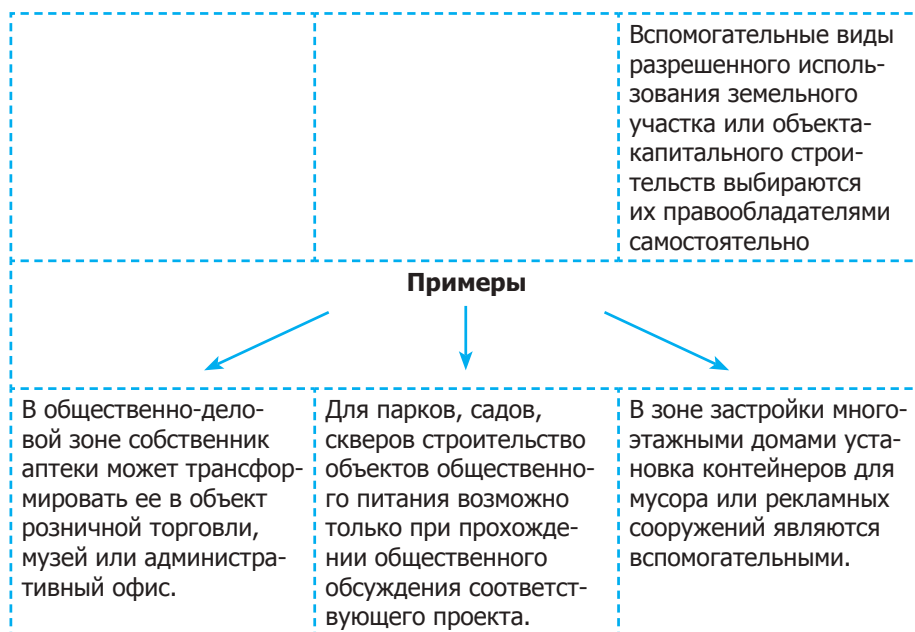 Вспомогательные виды
разрешенного исполь-
зования земельного
участка или объекта-
капитального строи-
тельств выбираются
их правообладателями
самостоятельно
Примеры
В общественно-дело-
вой зоне собственник
аптеки может трансфор-
мировать ее в объект
розничной торговли,
музей или администра-
тивный офис.
Для парков, садов,
скверов строительство
объектов общественно-
го питания возможно
только при прохожде-
нии общественного
обсуждения соответст-
вующего проекта.
В зоне застройки много-
этажными домами уста-
новка контейнеров для
мусора или рекламных
сооружений являются
вспомогательными.